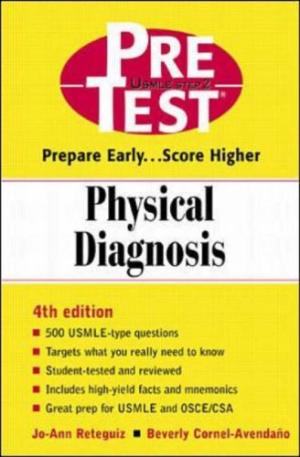 PRE
USMLE STEP 2
TEST®
Prepare Early...Score Higher
Physical
Diagnosis
4th edition
■ 500 USMLE-type questions
■ Targets what you really need to know
■ Student-tested and reviewed
■ Includes high-yield facts and mnemonics
■ Great prep for USMLE and OSCE/CSA
Jo-Ann Reteguiz ■ Beverly Cornel-Avendaño